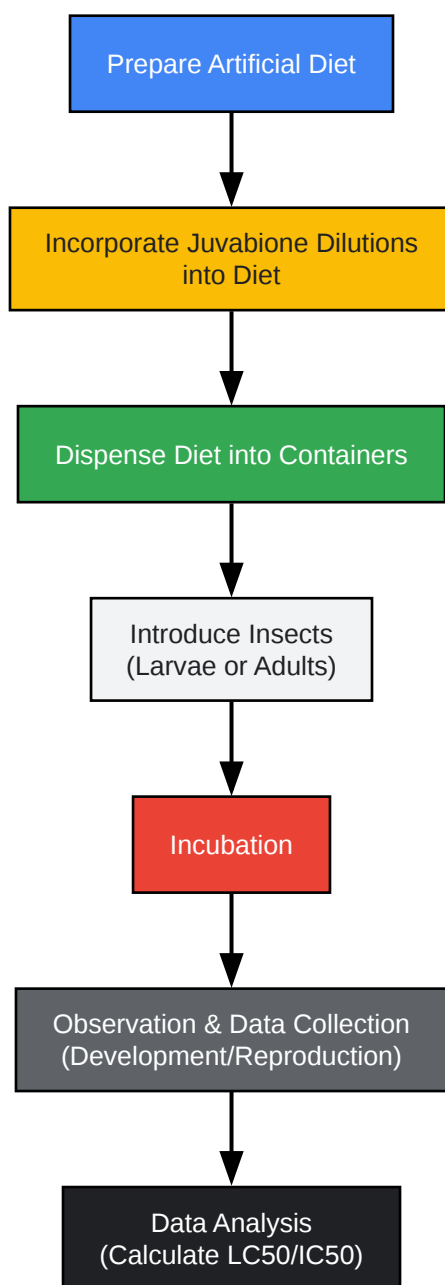 Prepare Artificial Diet
Incorporate Juvabione Dilutions
into Diet
Dispense Diet into Containers
Introduce Insects
(Larvae or Adults)
Incubation
Observation & Data Collection
(Development/Reproduction)
Data Analysis
(Calculate LC50/IC50)